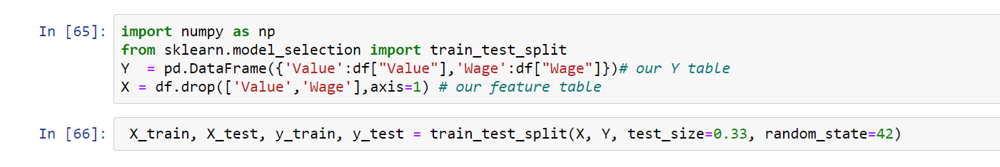 In [65]: import numpy as np
from sklearn.model_selection import train_test_split
Y  = pd.DataFrame({'Value':df["Value"],'Wage':df["Wage"]})# our Y table
X = df.drop(['Value','Wage'],axis=1) # our feature table
In [66]: X_train, X_test, y_train, y_test = train_test_split(X, Y, test_size=0.33, random_state=42)